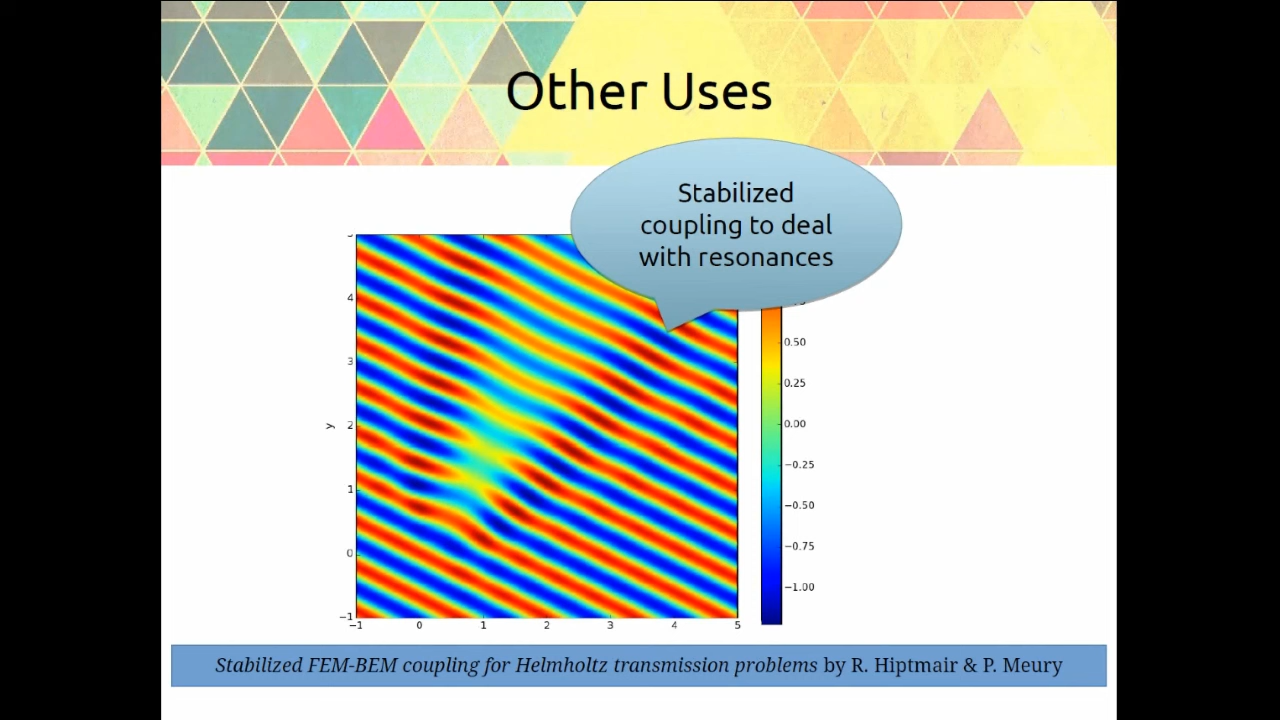 Other Uses
Stabilized
coupling to deal
with resonances
4
3
2
1
0
−1
y
−1 0 1 2 3 4 5
0.50
0.25
0.00
−0.25
−0.50
−0.75
−1.00
Stabilized FEM-BEM coupling for Helmholtz transmission problems by R. Hiptmair & P. Meury